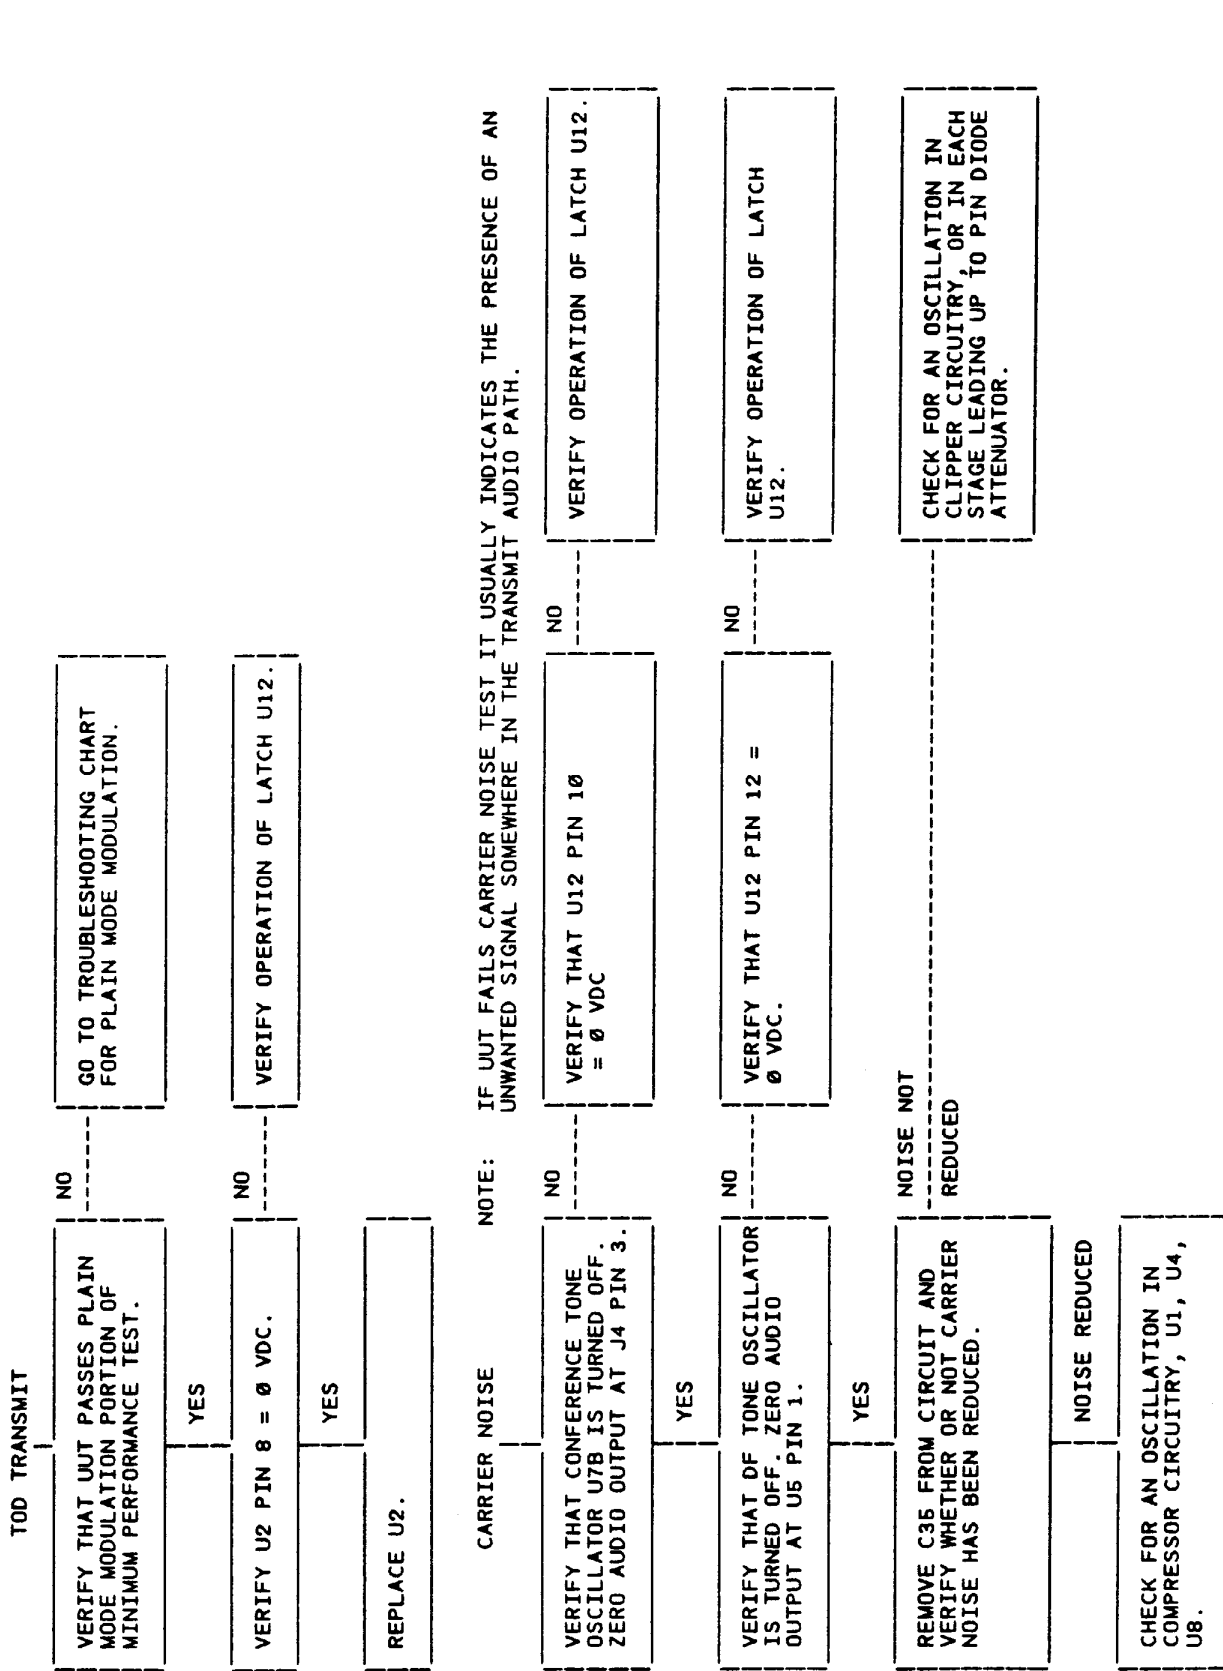 TOD TRANSMIT
VERIFY THAT UUT PASSES PLAIN
MODE MODULATION PORTION OF
MINIMUM PERFORMANCE TEST.
NO
GO TO TROUBLESHOOTING CHART
FOR PLAIN MODE MODULATION.
YES
VERIFY U2 PIN 8 = Ø VDC.
NO
VERIFY OPERATION OF LATCH U12.
YES
REPLACE U2.
CARRIER NOISE
NOTE: IF UUT FAILS CARRIER NOISE TEST IT USUALLY INDICATES THE PRESENCE OF AN
UNWANTED SIGNAL SOMEWHERE IN THE TRANSMIT AUDIO PATH.
VERIFY THAT CONFERENCE TONE
OSCILLATOR U7B IS TURNED OFF.
ZERO AUDIO OUTPUT AT J4 PIN 3.
NO
VERIFY THAT U12 PIN 1Ø
= Ø VDC
NO
VERIFY OPERATION OF LATCH U12.
YES
VERIFY THAT DF TONE OSCILLATOR
IS TURNED OFF. ZERO AUDIO
OUTPUT AT U5 PIN 1.
NO
VERIFY THAT U12 PIN 12 =
Ø VDC.
NO
VERIFY OPERATION OF LATCH
U12.
YES
REMOVE C35 FROM CIRCUIT AND
VERIFY WHETHER OR NOT CARRIER
NOISE HAS BEEN REDUCED.
NOISE NOT
REDUCED
CHECK FOR AN OSCILLATION IN
CLIPPER CIRCUITRY, OR IN EACH
STAGE LEADING UP TO PIN DIODE
ATTENUATOR.
NOISE REDUCED
CHECK FOR AN OSCILLATION IN
COMPRESSOR CIRCUITRY, U1, U4,
U8.